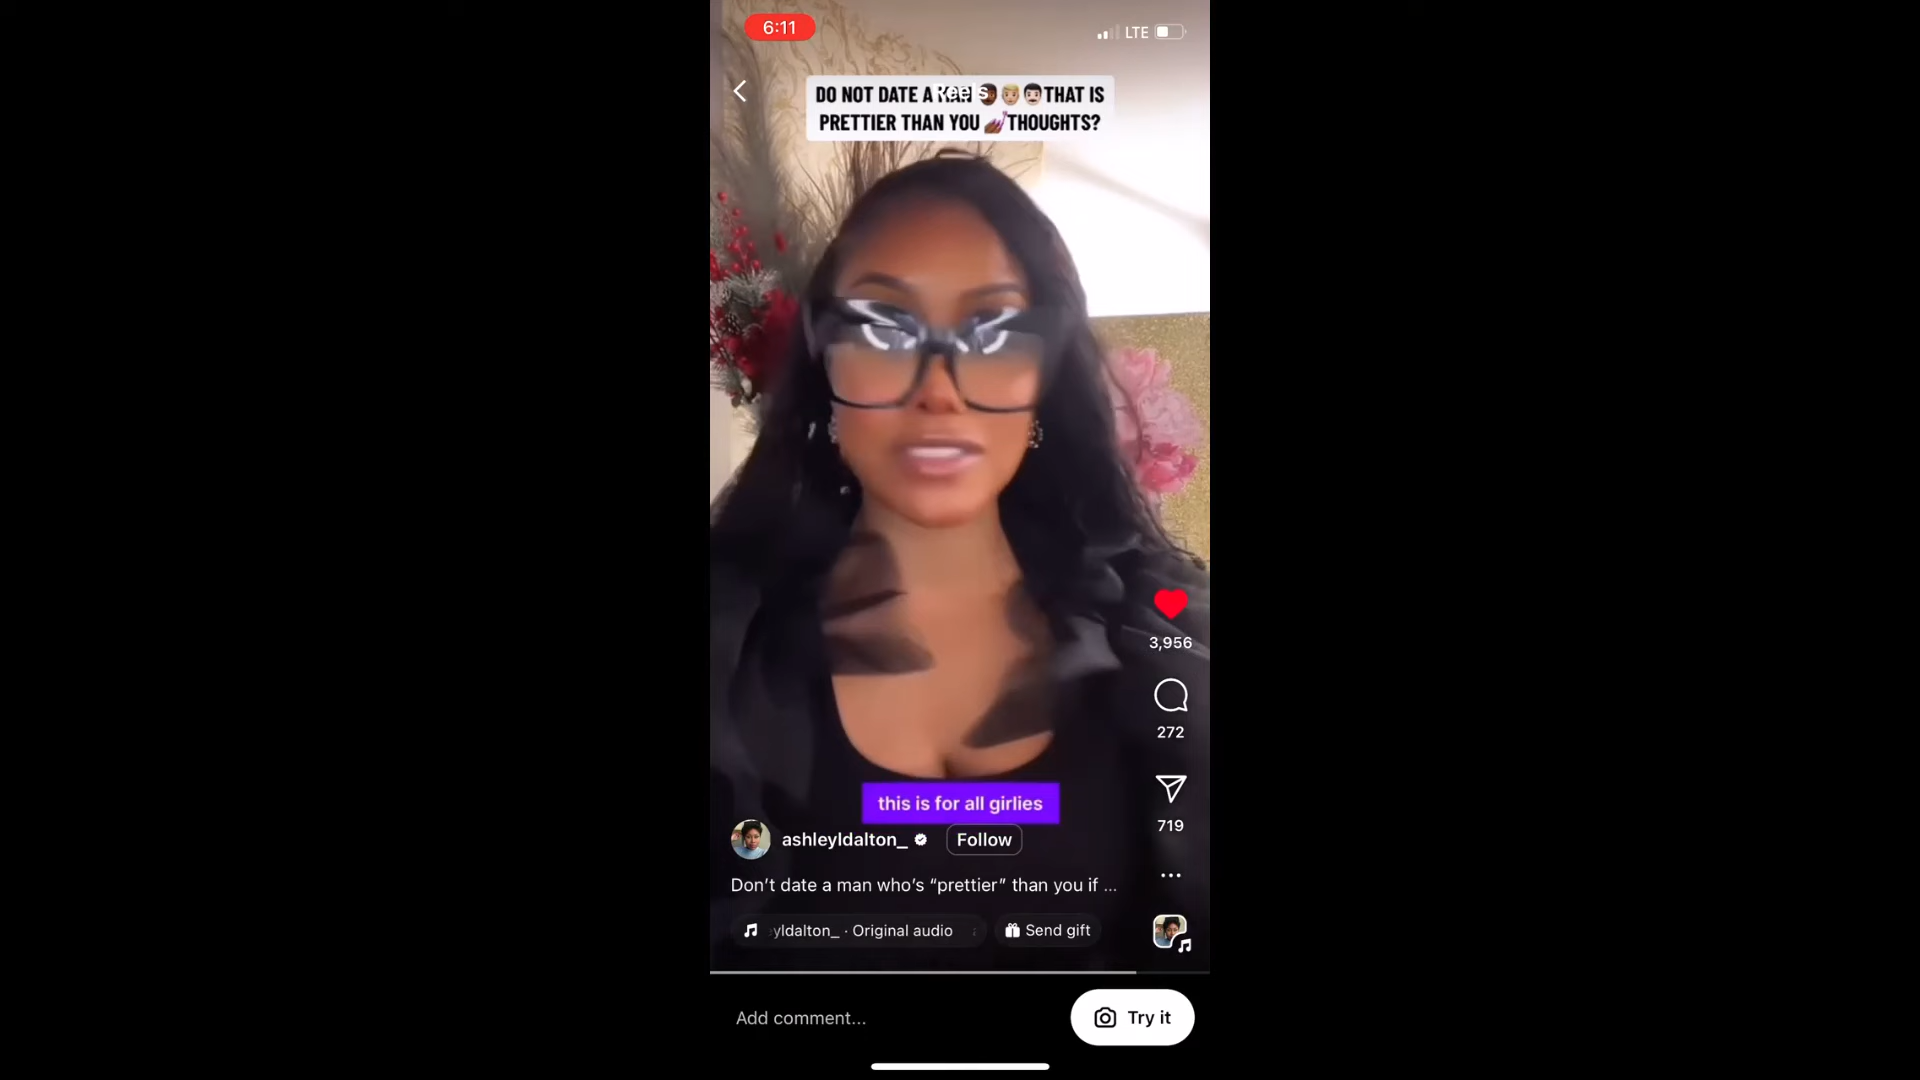 6:11
LTE
Reels
DO NOT DATE A MAN 👨🏾👨🏼👨🏻THAT IS
PRETTIER THAN YOU 💅🏾THOUGHTS?
3,956
272
this is for all girlies
719
ashleyldalton_
Follow
Don’t date a man who’s “prettier” than you if ...
yldalton_ · Original audio
Send gift
Add comment...
Try it